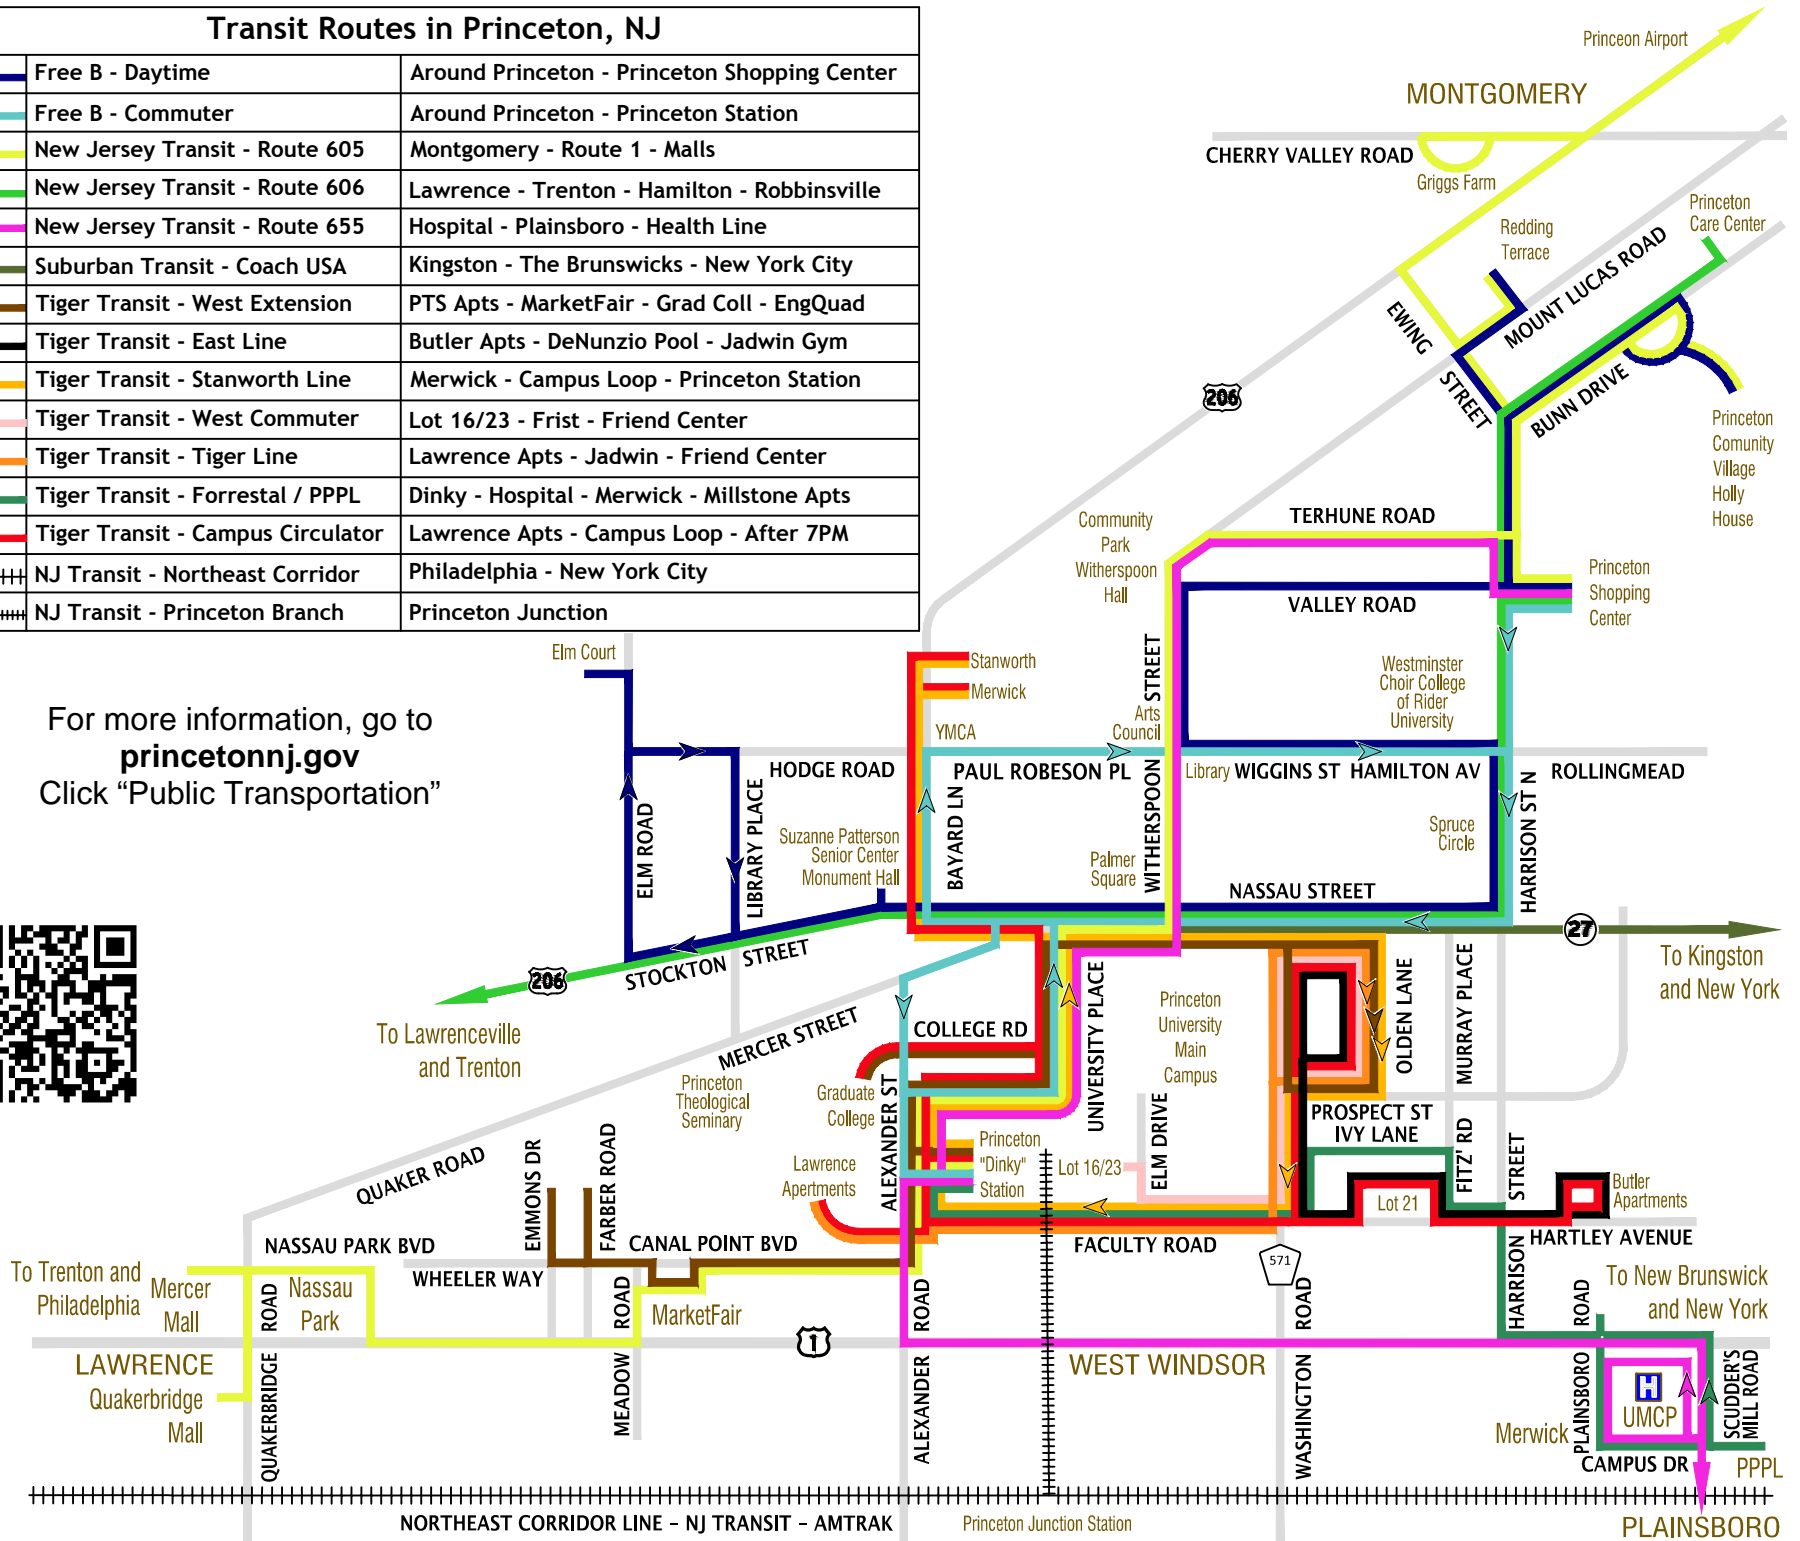 Transit Routes in Princeton, NJ
Free B - Daytime Around Princeton - Princeton Shopping Center
Free B - Commuter Around Princeton - Princeton Station
New Jersey Transit - Route 605 Montgomery - Route 1 - Malls
New Jersey Transit - Route 606 Lawrence - Trenton - Hamilton - Robbinsville
New Jersey Transit - Route 655 Hospital - Plainsboro - Health Line
Suburban Transit - Coach USA Kingston - The Brunswicks - New York City
Tiger Transit - West Extension PTS Apts - MarketFair - Grad Coll - EngQuad
Tiger Transit - East Line Butler Apts - DeNunzio Pool - Jadwin Gym
Tiger Transit - Stanworth Line Merwick - Campus Loop - Princeton Station
Tiger Transit - West Commuter Lot 16/23 - Frist - Friend Center
Tiger Transit - Tiger Line Lawrence Apts - Jadwin - Friend Center
Tiger Transit - Forrestal / PPPL Dinky - Hospital - Merwick - Millstone Apts
Tiger Transit - Campus Circulator Lawrence Apts - Campus Loop - After 7PM
NJ Transit - Northeast Corridor Philadelphia - New York City
NJ Transit - Princeton Branch Princeton Junction
For more information, go to
princetonnj.gov
Click “Public Transportation”
Princeon Airport
MONTGOMERY
CHERRY VALLEY ROAD
Griggs Farm
Princeton
Care Center
Redding
Terrace
MOUNT LUCAS ROAD
EWING
STREET
BUNN DRIVE
206
Princeton
Comunity
Village
Holly
House
TERHUNE ROAD
Community
Park
Witherspoon
Hall
VALLEY ROAD
Princeton
Shopping
Center
Elm Court
Stanworth
Merwick
YMCA
Arts
Council
WITHERSPOON STREET
Westminster
Choir College
of Rider
University
HODGE ROAD
PAUL ROBESON PL
Library
WIGGINS ST
HAMILTON AV
ROLLINGMEAD
ELM ROAD
LIBRARY PLACE
Suzanne Patterson
Senior Center
Monument Hall
BAYARD LN
Palmer
Square
NASSAU STREET
Spruce
Circle
HARRISON ST N
27
To Kingston
and New York
206
STOCKTON STREET
To Lawrenceville
and Trenton
MERCER STREET
COLLEGE RD
UNIVERSITY PLACE
Princeton
University
Main
Campus
OLDEN LANE
MURRAY PLACE
Princeton
Theological
Seminary
Graduate
College
ALEXANDER ST
PROSPECT ST
IVY LANE
FITZ' RD
QUAKER ROAD
EMMONS DR
FARBER ROAD
Lawrence
Apertments
Princeton
"Dinky"
Station
Lot 16/23
ELM DRIVE
Lot 21
HARRISON STREET
Butler
Apartments
HARTLEY AVENUE
NASSAU PARK BVD
WHEELER WAY
CANAL POINT BVD
FACULTY ROAD
571
To Trenton and
Philadelphia
Mercer
Mall
Nassau
Park
MarketFair
To New Brunswick
and New York
1
LAWRENCE
Quakerbridge
Mall
QUAKERBRIDGE ROAD
MEADOW ROAD
ALEXANDER ROAD
WEST WINDSOR
WASHINGTON ROAD
PLAINSBORO ROAD
H
UMCP
SCUDDER'S
MILL ROAD
Merwick
CAMPUS DR
PPPL
NORTHEAST CORRIDOR LINE - NJ TRANSIT - AMTRAK
Princeton Junction Station
PLAINSBORO